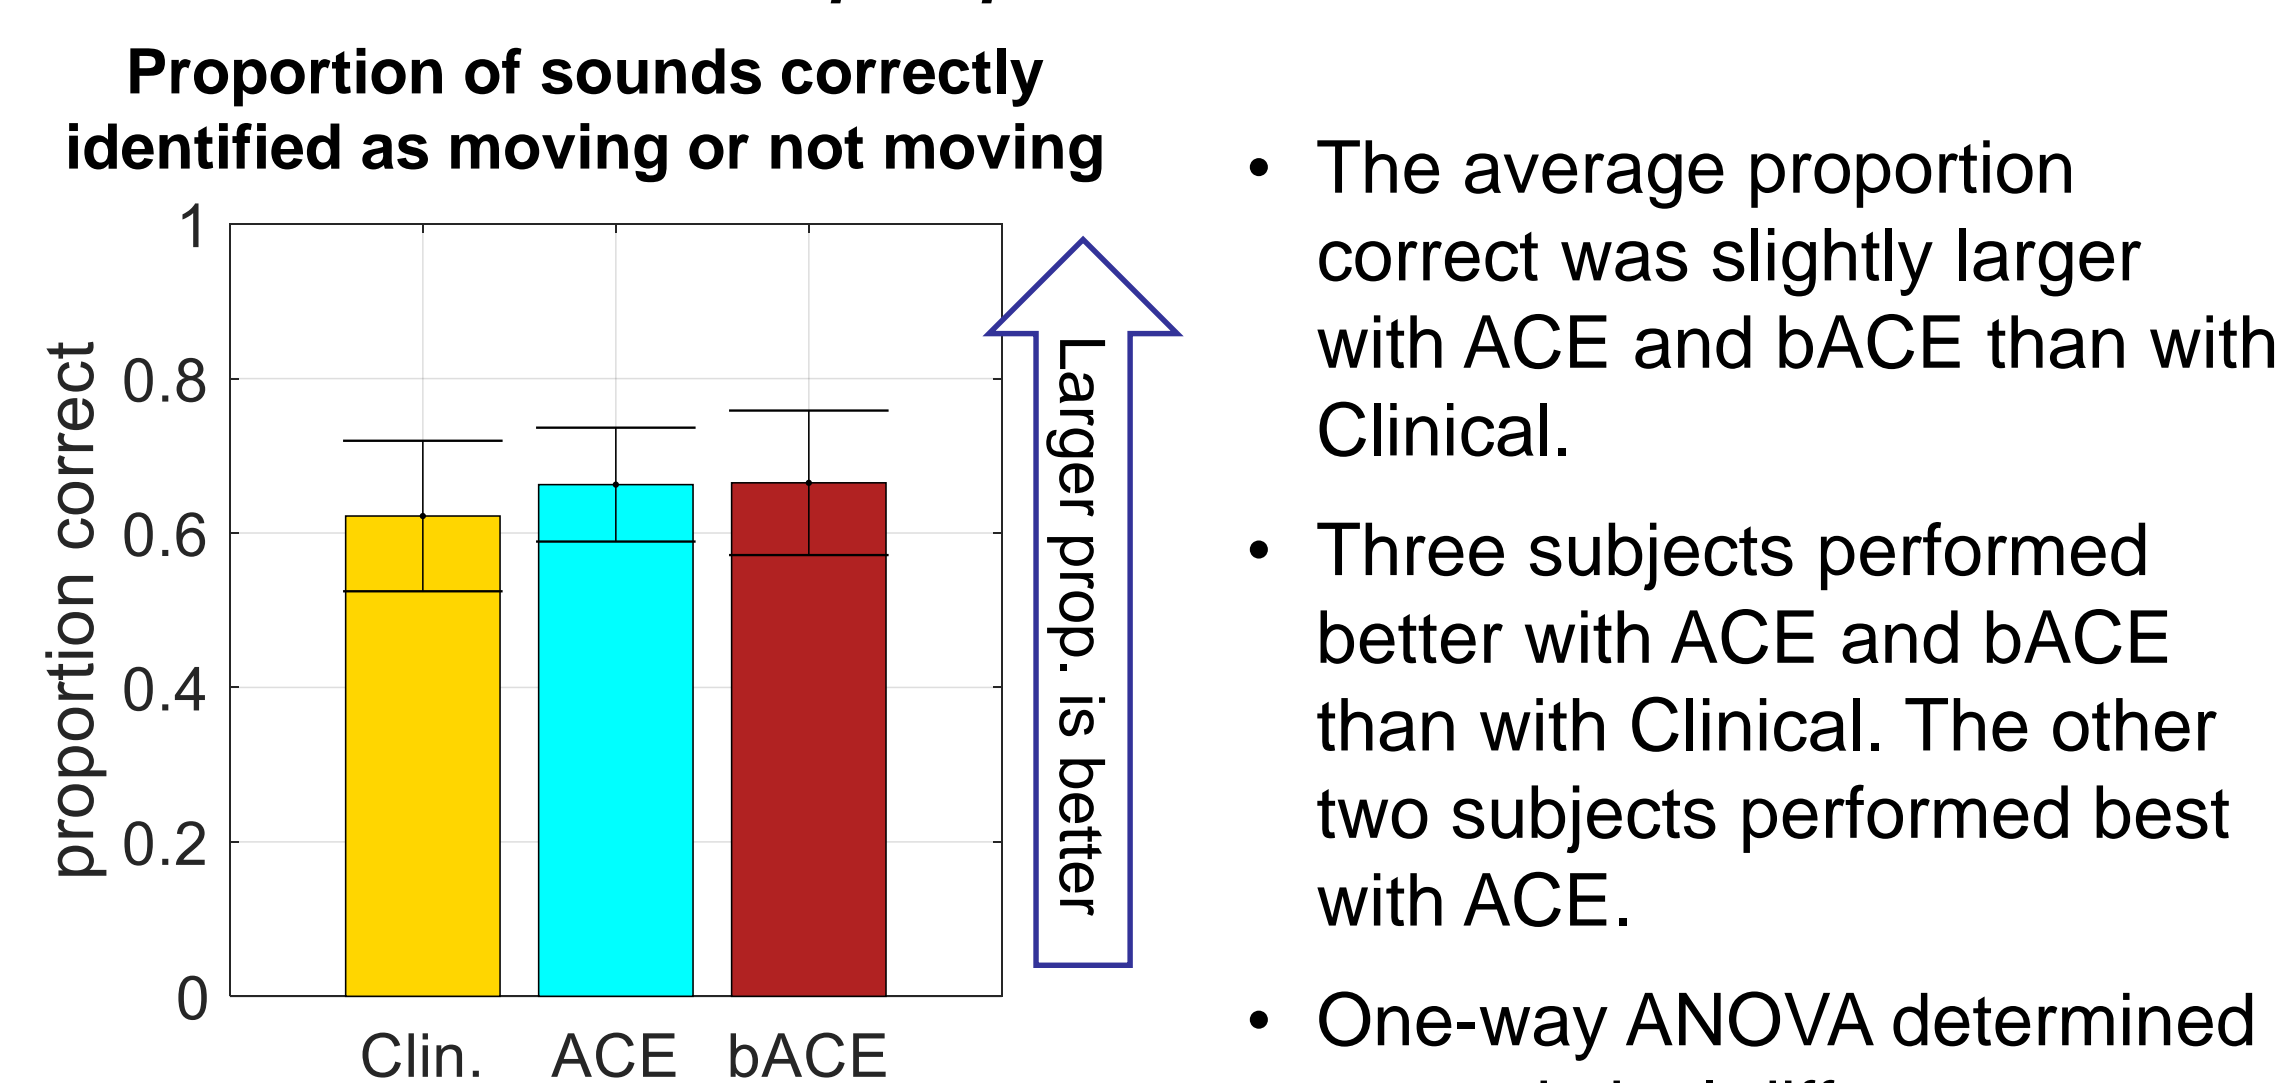 Proportion of sounds correctly
identified as moving or not moving
1
0.8
0.6
0.4
0.2
0
proportion correct
Clin.
ACE
bACE
Larger prop. is better
• The average proportion
correct was slightly larger
with ACE and bACE than with
Clinical.
• Three subjects performed
better with ACE and bACE
than with Clinical. The other
two subjects performed best
with ACE.
• One-way ANOVA determined